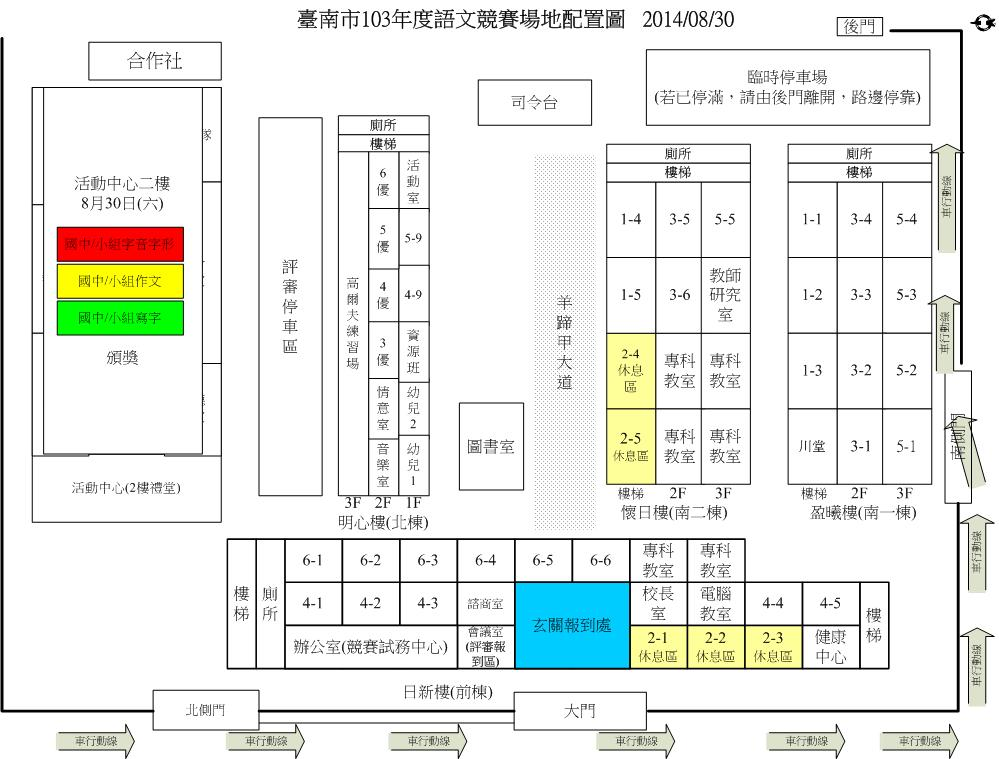 臺南市103年度語文競賽場地配置圖 2014/08/30
後門
合作社
臨時停車場
(若已停滿，請由後門離開，路邊停靠)
司令台
活動中心二樓
8月30日(六)
國中/小組字音字形
國中/小組作文
國中/小組寫字
頒獎
活動中心(2樓禮堂)
評審停車區
廁所
樓梯
高爾夫練習場
6優
活動室
5優
5-9
4優
4-9
3優
資源班
情意室
幼兒2
音樂室
幼兒1
3F 2F 1F
明心樓(北棟)
圖書室
羊蹄甲大道
廁所
樓梯
1-4 3-5 5-5
1-5 3-6 教師研究室
2-4休息區 專科教室 專科教室
2-5休息區 專科教室 專科教室
樓梯 2F 3F
懷日樓(南二棟)
廁所
樓梯
1-1 3-4 5-4
1-2 3-3 5-3
1-3 3-2 5-2
川堂 3-1 5-1
樓梯 2F 3F
盈曦樓(南一棟)
車行動線
車行動線
南側門
車行動線
車行動線
樓梯
廁所
6-1 6-2 6-3 6-4 6-5 6-6 專科教室 專科教室
4-1 4-2 4-3 諮商室 玄關報到處 校長室 電腦教室 4-4 4-5
辦公室(競賽試務中心) 會議室(評審報到區) 2-1休息區 2-2休息區 2-3休息區 健康中心
樓梯
日新樓(前棟)
北側門
大門
車行動線 車行動線 車行動線 車行動線 車行動線 車行動線